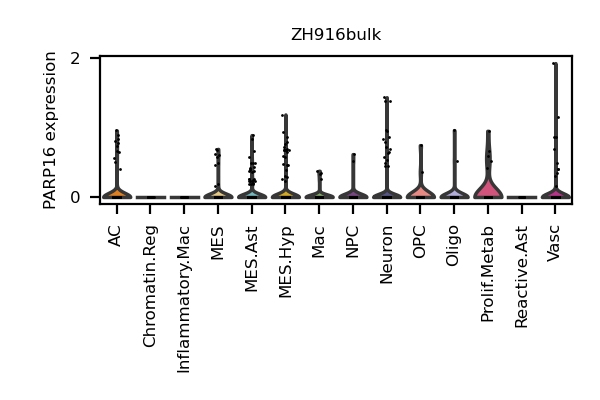 ZH916bulk
PARP16 expression
2
0
AC
Chromatin.Reg
Inflammatory.Mac
MES
MES.Ast
MES.Hyp
Mac
NPC
Neuron
OPC
Oligo
Prolif.Metab
Reactive.Ast
Vasc